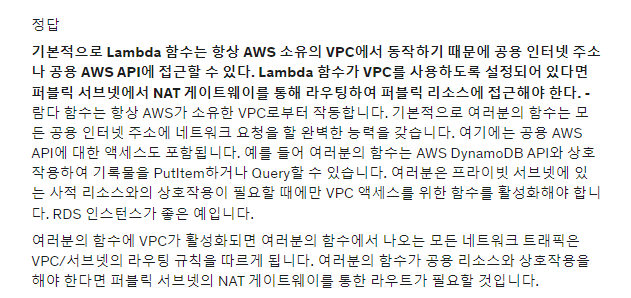 정답
기본적으로 Lambda 함수는 항상 AWS 소유의 VPC에서 동작하기 때문에 공용 인터넷 주소
나 공용 AWS API에 접근할 수 있다. Lambda 함수가 VPC를 사용하도록 설정되어 있다면
퍼블릭 서브넷에서 NAT 게이트웨이를 통해 라우팅하여 퍼블릭 리소스에 접근해야 한다. -
람다 함수는 항상 AWS가 소유한 VPC로부터 작동합니다. 기본적으로 여러분의 함수는 모
든 공용 인터넷 주소에 네트워크 요청을 할 완벽한 능력을 갖습니다. 여기에는 공용 AWS
API에 대한 액세스도 포함됩니다. 예를 들어 여러분의 함수는 AWS DynamoDB API와 상호
작용하여 기록물을 PutItem하거나 Query할 수 있습니다. 여러분은 프라이빗 서브넷에 있
는 사적 리소스와의 상호작용이 필요할 때에만 VPC 액세스를 위한 함수를 활성화해야 합니
다. RDS 인스턴스가 좋은 예입니다.
여러분의 함수에 VPC가 활성화되면 여러분의 함수에서 나오는 모든 네트워크 트래픽은
VPC/서브넷의 라우팅 규칙을 따르게 됩니다. 여러분의 함수가 공용 리소스와 상호작용을
해야 한다면 퍼블릭 서브넷의 NAT 게이트웨이를 통한 라우트가 필요할 것입니다.